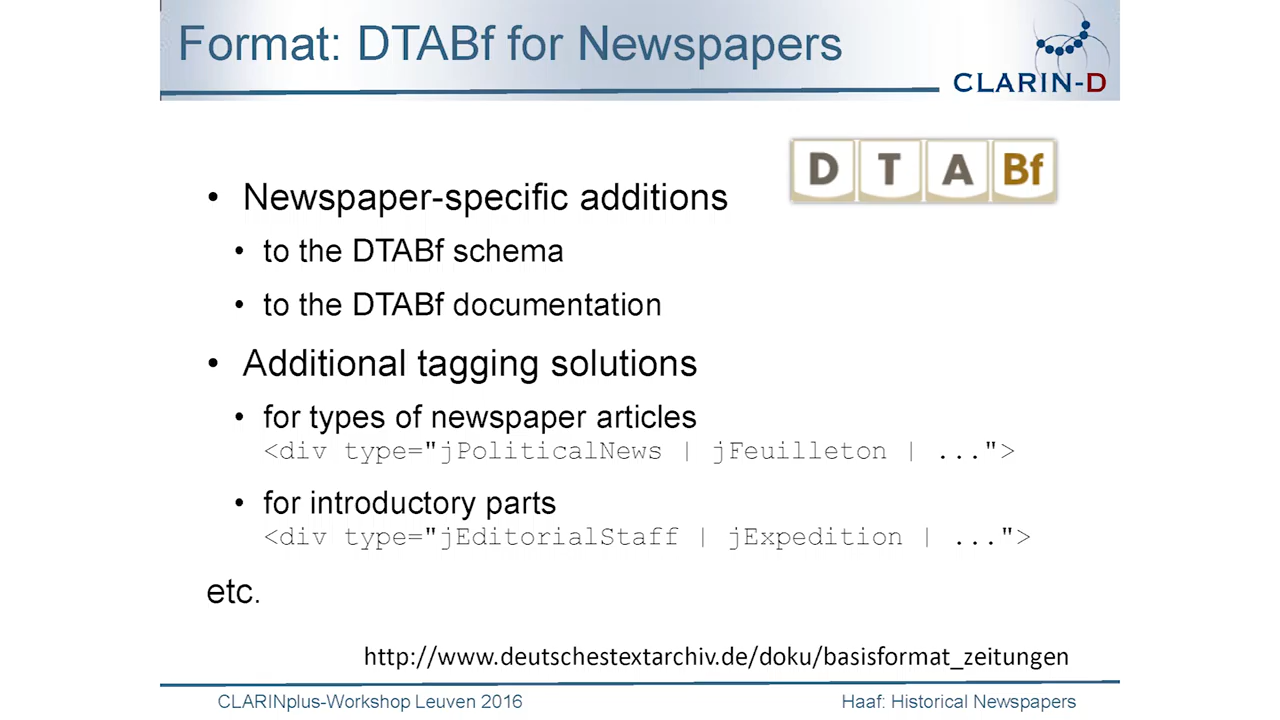 Format: DTABf for Newspapers
CLARIN-D
D T A Bf
• Newspaper-specific additions
• to the DTABf schema
• to the DTABf documentation
• Additional tagging solutions
• for types of newspaper articles
<div type="jPoliticalNews | jFeuilleton | ...">
• for introductory parts
<div type="jEditorialStaff | jExpedition | ...">
etc.
http://www.deutschestextarchiv.de/doku/basisformat_zeitungen
CLARINplus-Workshop Leuven 2016
Haaf: Historical Newspapers